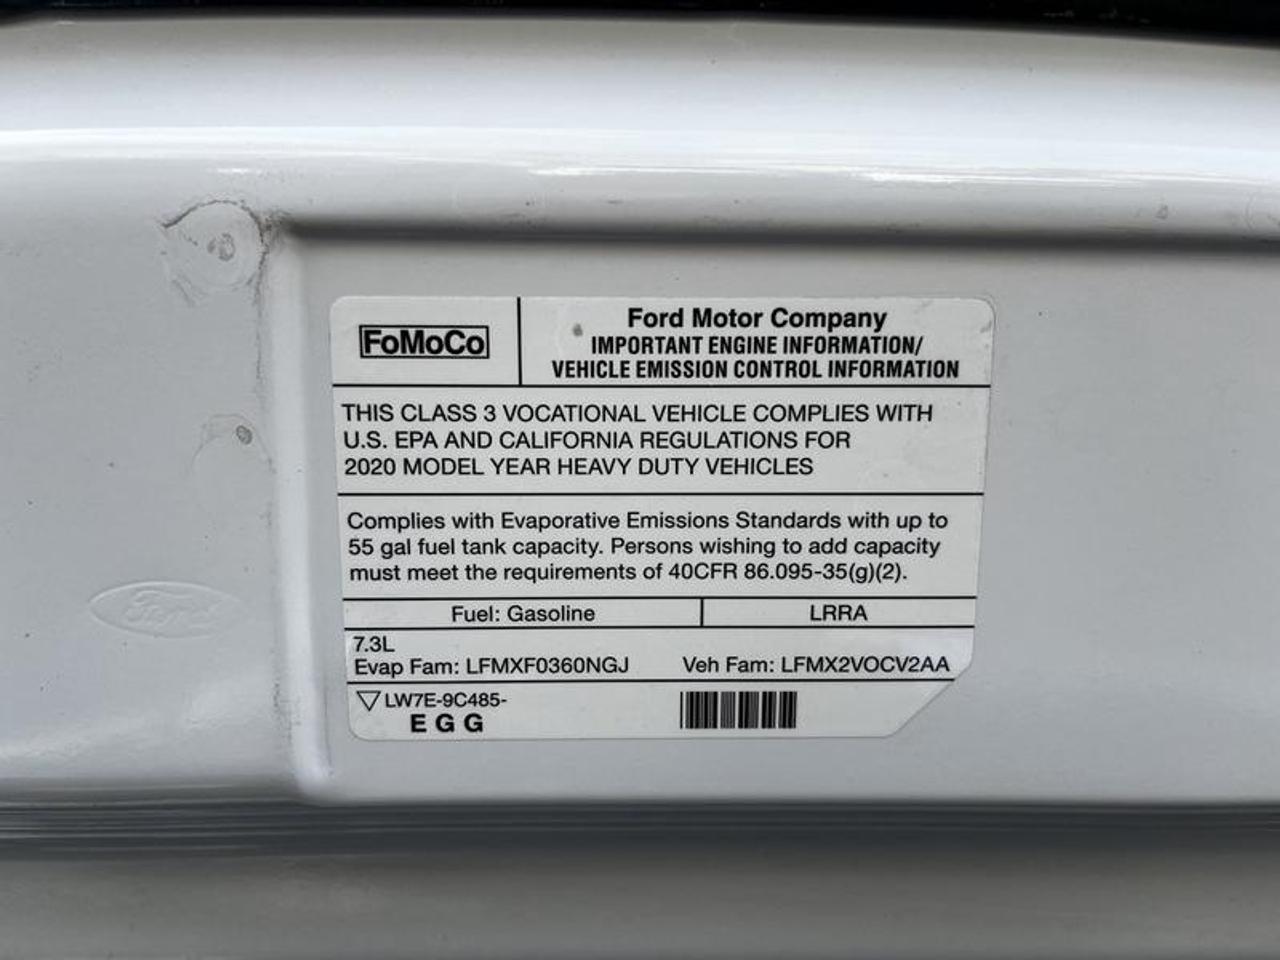 FoMoCo
Ford Motor Company
IMPORTANT ENGINE INFORMATION/
VEHICLE EMISSION CONTROL INFORMATION
THIS CLASS 3 VOCATIONAL VEHICLE COMPLIES WITH
U.S. EPA AND CALIFORNIA REGULATIONS FOR
2020 MODEL YEAR HEAVY DUTY VEHICLES
Complies with Evaporative Emissions Standards with up to
55 gal fuel tank capacity. Persons wishing to add capacity
must meet the requirements of 40CFR 86.095-35(g)(2).
Fuel: Gasoline LRRA
7.3L
Evap Fam: LFMXF0360NGJ Veh Fam: LFMX2VOCV2AA
LW7E-9C485-
E G G
Ford